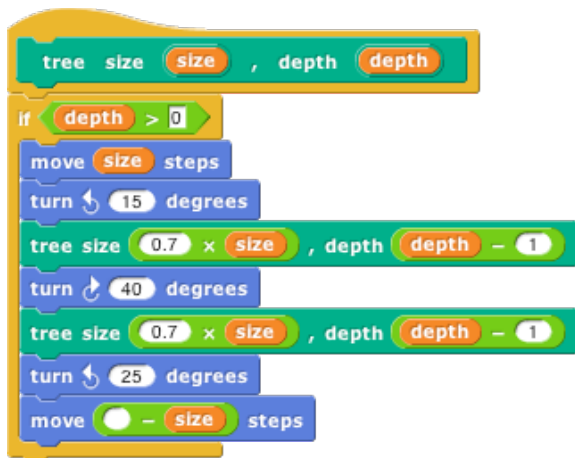 tree size size , depth depth
if depth > 0
move size steps
turn 15 degrees
tree size 0.7 × size , depth depth – 1
turn 40 degrees
tree size 0.7 × size , depth depth – 1
turn 25 degrees
move – size steps